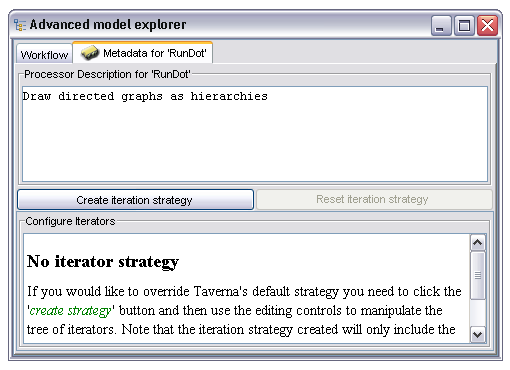 Advanced model explorer
Workflow
Metadata for 'RunDot'
Processor Description for 'RunDot'
Draw directed graphs as hierarchies
Create iteration strategy
Reset iteration strategy
Configure Iterators
No iterator strategy
If you would like to override Taverna's default strategy you need to click the
'create strategy' button and then use the editing controls to manipulate the
tree of iterators. Note that the iteration strategy created will only include the